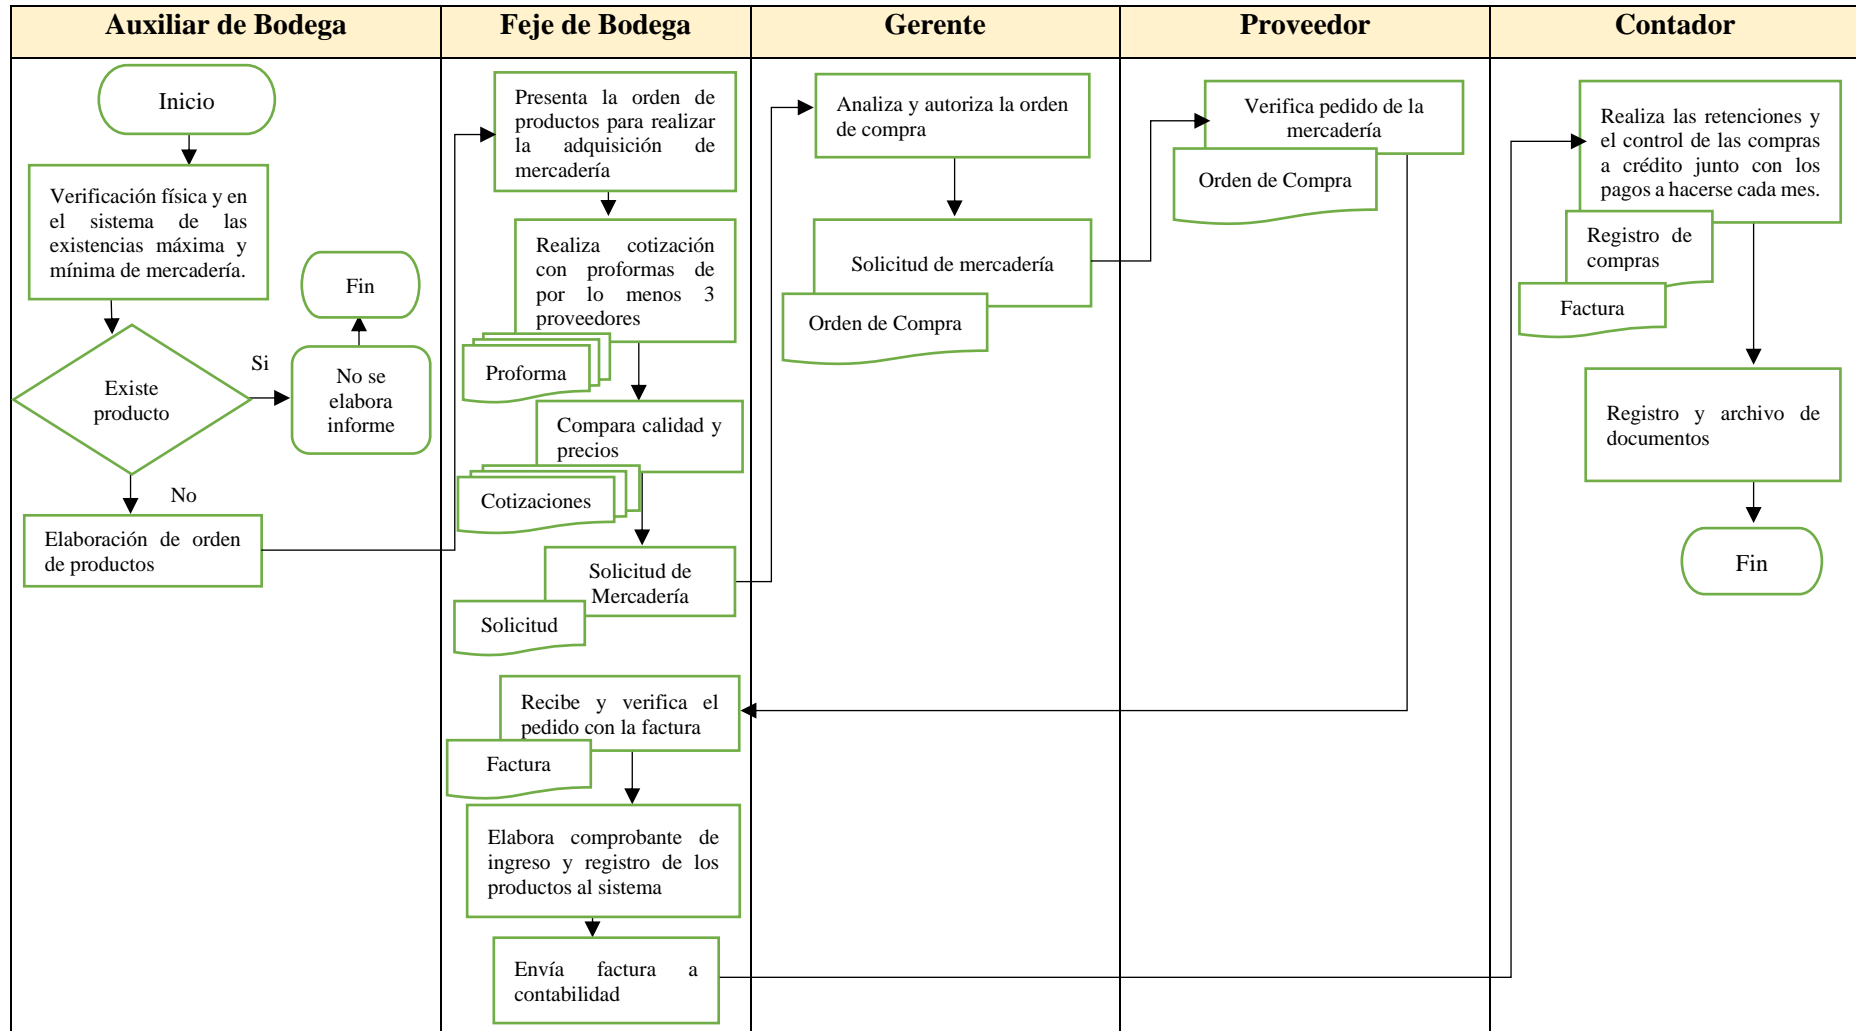 Auxiliar de Bodega
Feje de Bodega
Gerente
Proveedor
Contador
Inicio
Verificación física y en
el sistema de las
existencias máxima y
mínima de mercadería.
Fin
Existe
producto
Si
No se
elabora
informe
No
Elaboración de orden
de productos
Presenta la orden de
productos para realizar
la adquisición de
mercadería
Realiza cotización
con proformas de
por lo menos 3
proveedores
Proforma
Compara calidad y
precios
Cotizaciones
Solicitud de
Mercadería
Solicitud
Recibe y verifica el
pedido con la factura
Factura
Elabora comprobante de
ingreso y registro de los
productos al sistema
Envía factura a
contabilidad
Analiza y autoriza la orden
de compra
Solicitud de mercadería
Orden de Compra
Verifica pedido de la
mercadería
Orden de Compra
Realiza las retenciones y
el control de las compras
a crédito junto con los
pagos a hacerse cada mes.
Registro de
compras
Factura
Registro y archivo de
documentos
Fin